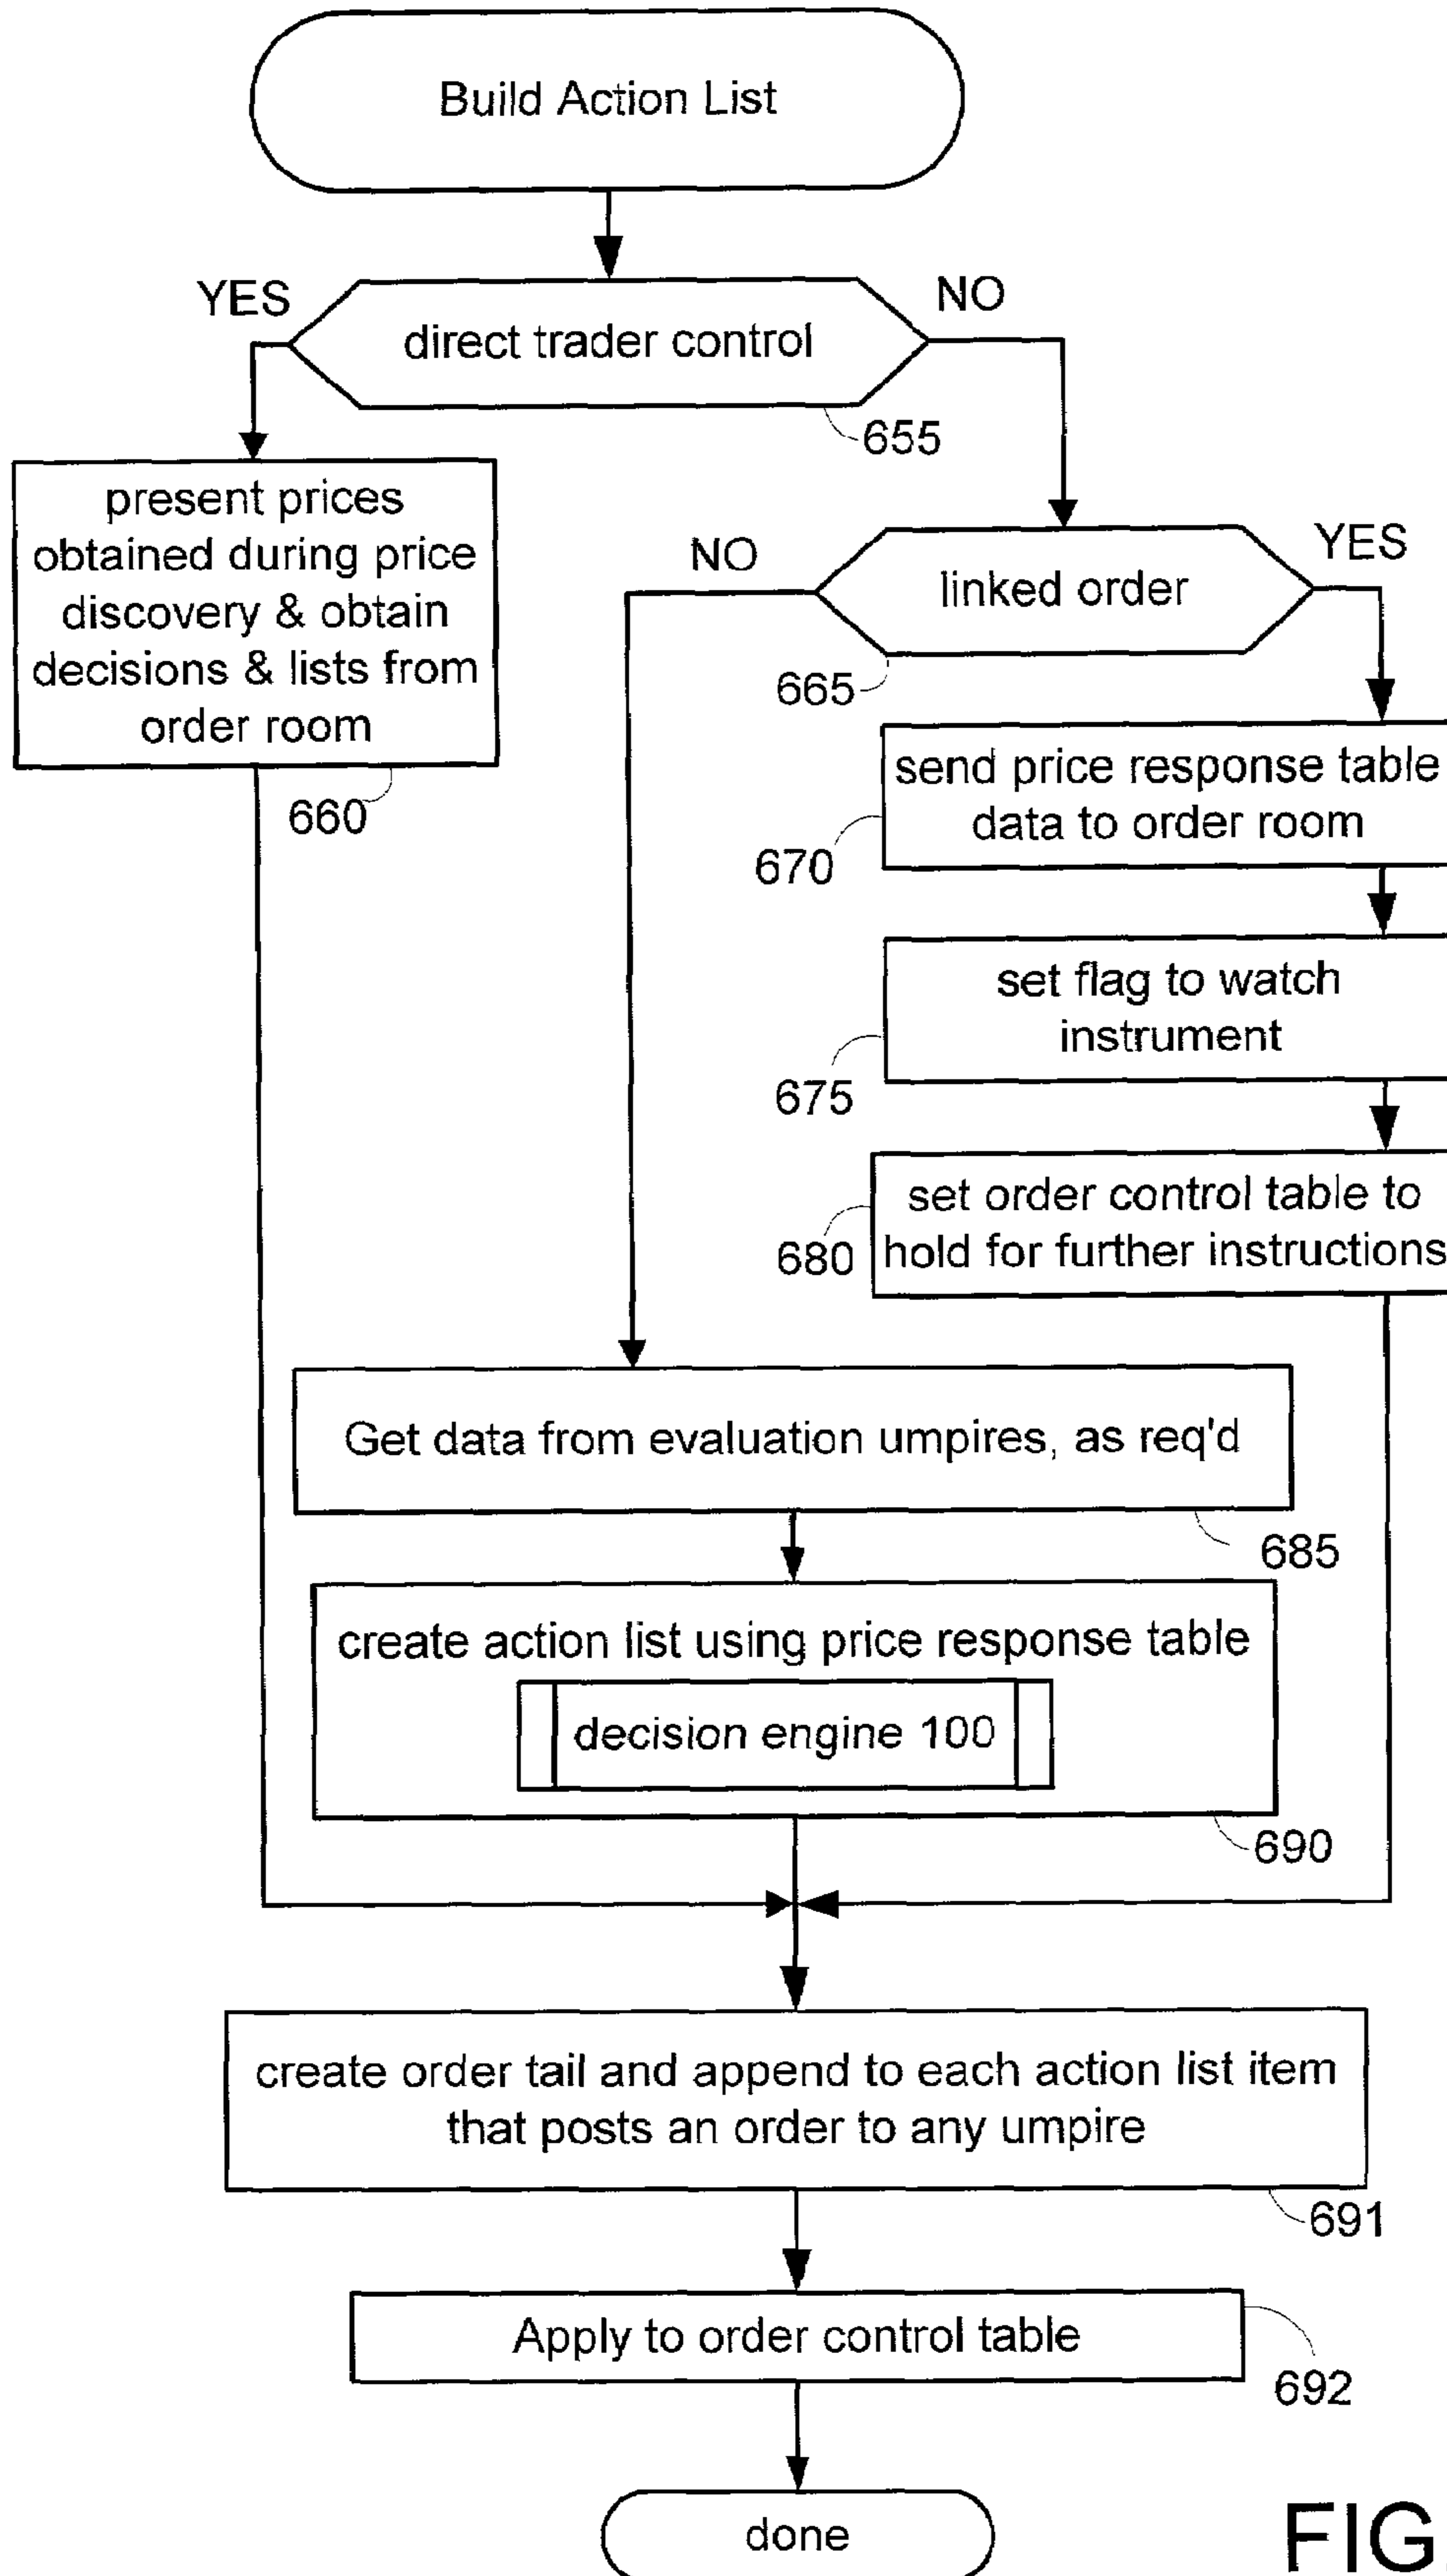 Build Action List
YES
NO
direct trader control
655
present prices
obtained during price
discovery & obtain
decisions & lists from
order room
660
NO
YES
linked order
665
send price response table
data to order room
670
set flag to watch
instrument
675
set order control table to
hold for further instructions
680
Get data from evaluation umpires, as req'd
685
create action list using price response table
decision engine 100
690
create order tail and append to each action list item
that posts an order to any umpire
691
Apply to order control table
692
done
FIG.